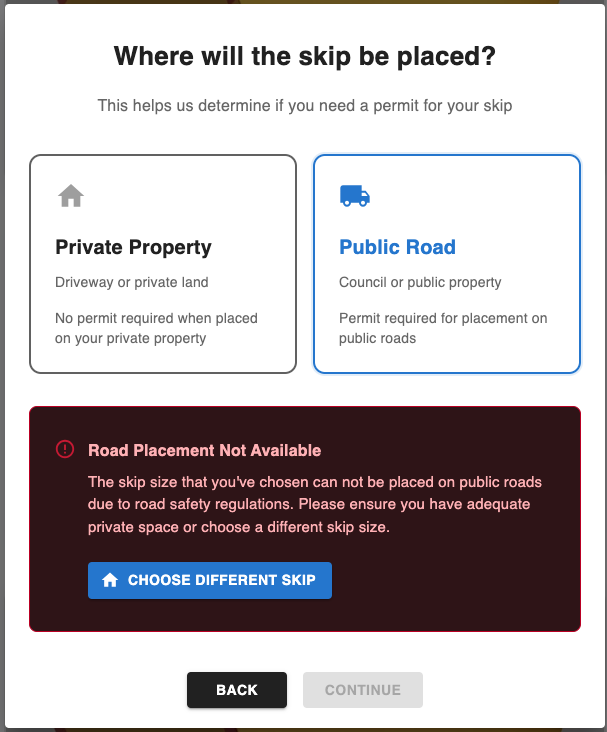 Where will the skip be placed?
This helps us determine if you need a permit for your skip
Private Property
Driveway or private land
No permit required when placed
on your private property
Public Road
Council or public property
Permit required for placement on
public roads
Road Placement Not Available
The skip size that you've chosen can not be placed on public roads
due to road safety regulations. Please ensure you have adequate
private space or choose a different skip size.
CHOOSE DIFFERENT SKIP
BACK
CONTINUE